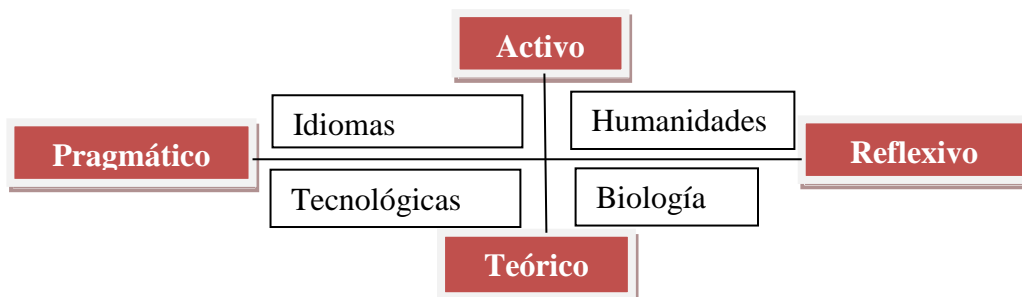 Activo
Idiomas
Humanidades
Pragmático
Reflexivo
Tecnológicas
Biología
Teórico